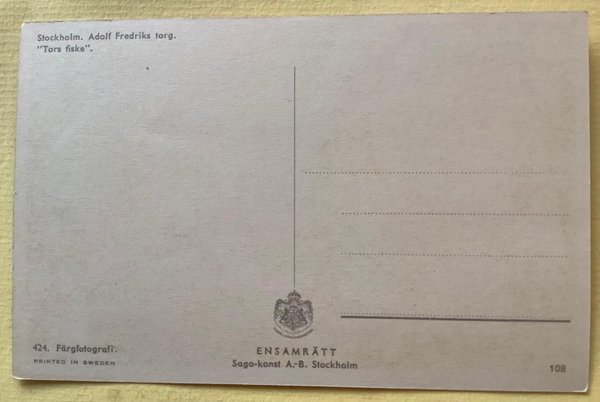 Stockholm. Adolf Fredriks torg.
"Tors fiske".
424. Färgfotografi.
PRINTED IN SWEDEN
ENSAMRÄTT
Sago-konst A.-B. Stockholm
108